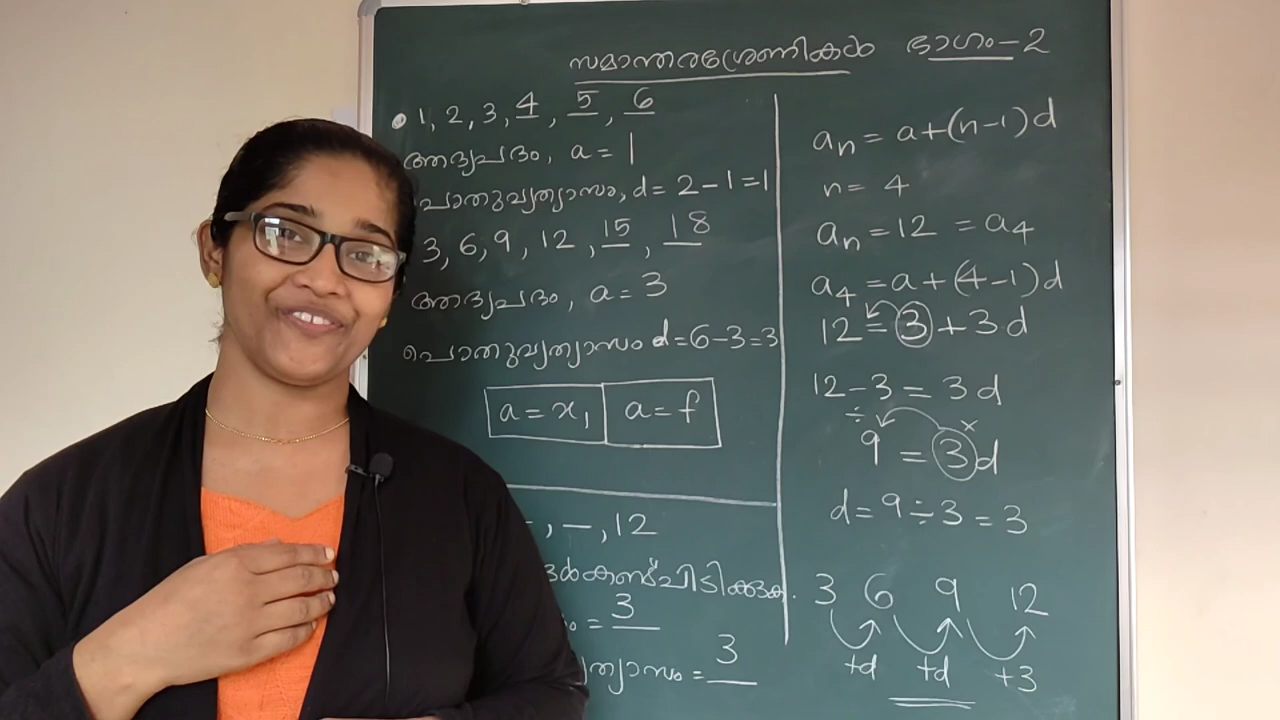 സമാന്തരശ്രേണികൾ ഭാഗം-2
1, 2, 3, 4, 5, 6
ആദ്യപദം, a = 1
പൊതുവ്യത്യാസം, d = 2 - 1 = 1
3, 6, 9, 12, 15, 18
ആദ്യപദം, a = 3
പൊതുവ്യത്യാസം d = 6 - 3 = 3
a = x, a = f
-, -, 12
കണ്ടുപിടിക്കുക.
= 3
= 3
aₙ = a + (n-1)d
n = 4
aₙ = 12 = a₄
a₄ = a + (4-1)d
12 = 3 + 3d
12 - 3 = 3d
÷ ×
9 = 3d
d = 9 ÷ 3 = 3
3 6 9 12
+d +d +3